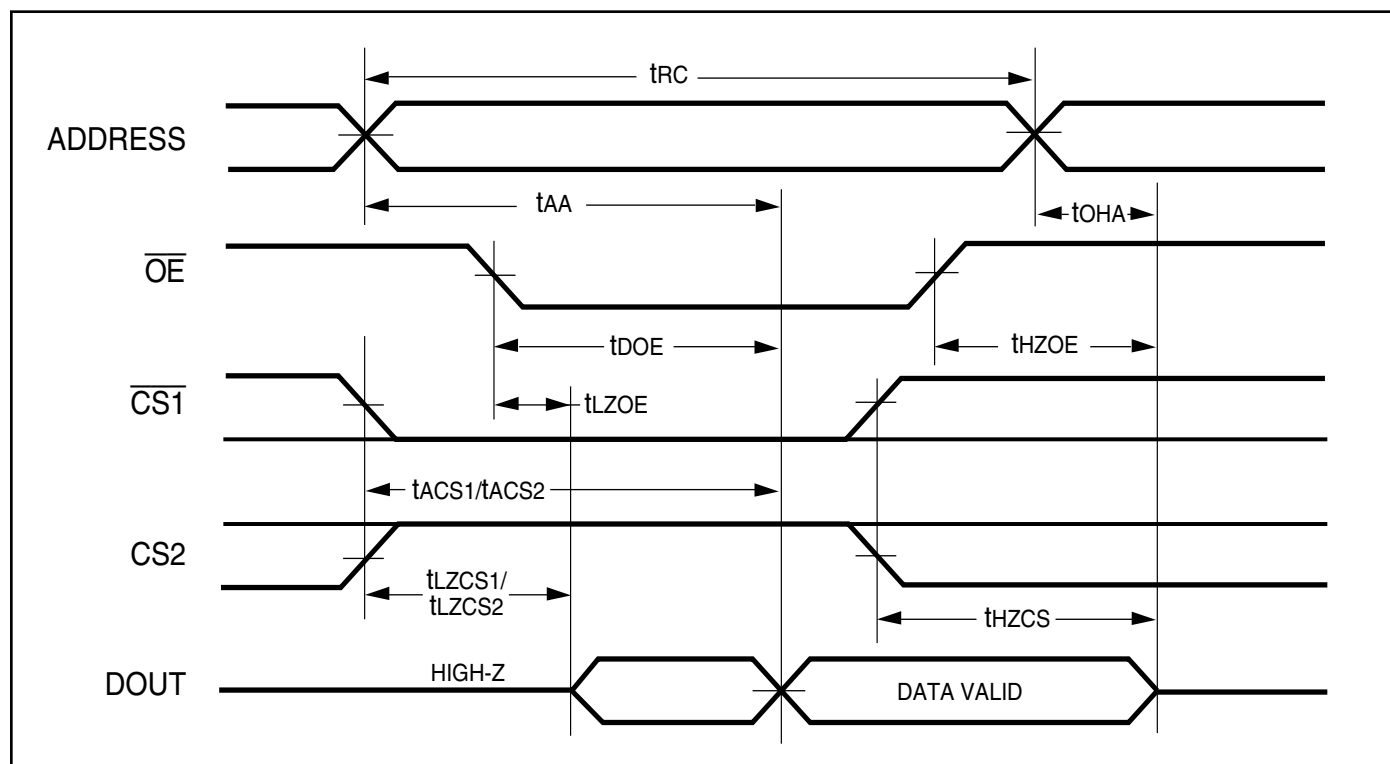 tRC
ADDRESS
tAA
tOHA
OE
tDOE
tHZOE
CS1
tLZOE
tACS1/tACS2
CS2
tLZCS1/
tLZCS2
tHZCS
DOUT
HIGH-Z
DATA VALID